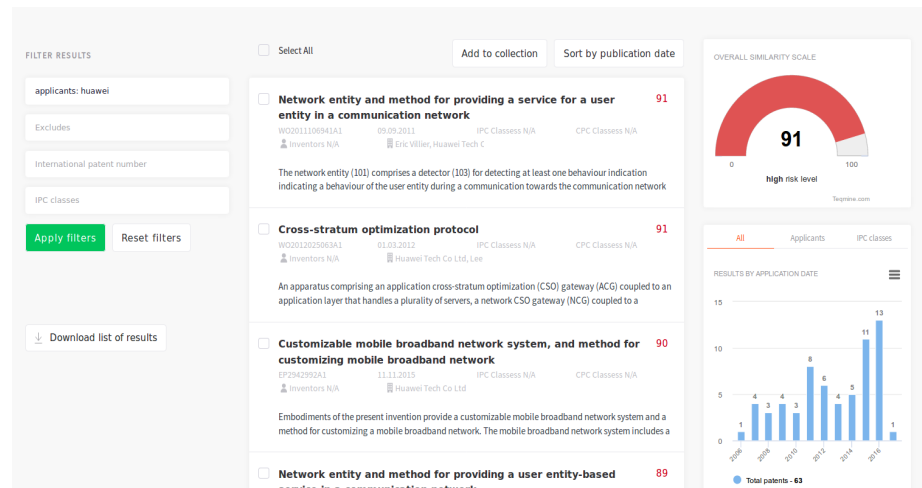 FILTER RESULTS
applicants: huawei
Excludes
International patent number
IPC classes
Apply filters
Reset filters
Download list of results
Select All
Add to collection
Sort by publication date
Network entity and method for providing a service for a user
entity in a communication network
91
WO2011106941A1 09.09.2011 IPC Classess N/A CPC Classess N/A
Inventors N/A Eric Villier, Huawei Tech C
The network entity (101) comprises a detector (103) for detecting at least one behaviour indication
indicating a behaviour of the user entity during a communication towards the communication network
Cross-stratum optimization protocol
91
WO2012025063A1 01.03.2012 IPC Classess N/A CPC Classess N/A
Inventors N/A Huawei Tech Co Ltd, Lee
An apparatus comprising an application cross-stratum optimization (CSO) gateway (ACG) coupled to an
application layer that handles a plurality of servers, a network CSO gateway (NCG) coupled to a
Customizable mobile broadband network system, and method for
customizing mobile broadband network
90
EP2942992A1 11.11.2015 IPC Classess N/A CPC Classess N/A
Inventors N/A Huawei Tech Co Ltd
Embodiments of the present invention provide a customizable mobile broadband network system and a
method for customizing a mobile broadband network. The mobile broadband network system includes a
Network entity and method for providing a user entity-based
service in a communication network
89
OVERALL SIMILARITY SCALE
91
0 100
high risk level
Teqmine.com
All Applicants IPC classes
RESULTS BY APPLICATION DATE
15
10
5
0
1 4 3 4 3 8 6 4 5 11 13 1
2006 2008 2010 2012 2014 2016
Total patents - 63